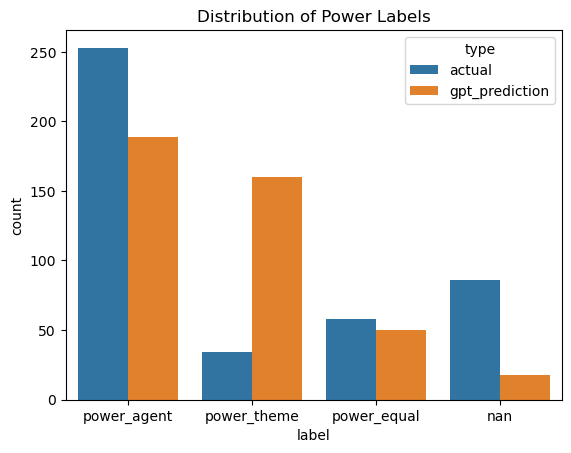 Distribution of Power Labels
type
actual
gpt_prediction
250
200
150
100
50
0
count
power_agent
power_theme
power_equal
nan
label